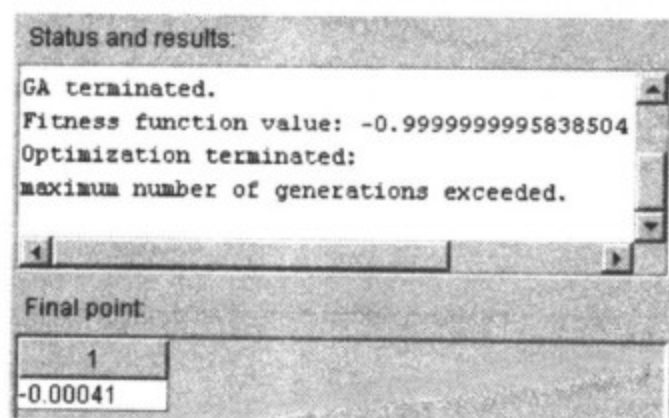 Status and results:
GA terminated.
Fitness function value: -0.9999999995838504
Optimization terminated:
maximum number of generations exceeded.
Final point:
1
-0.00041